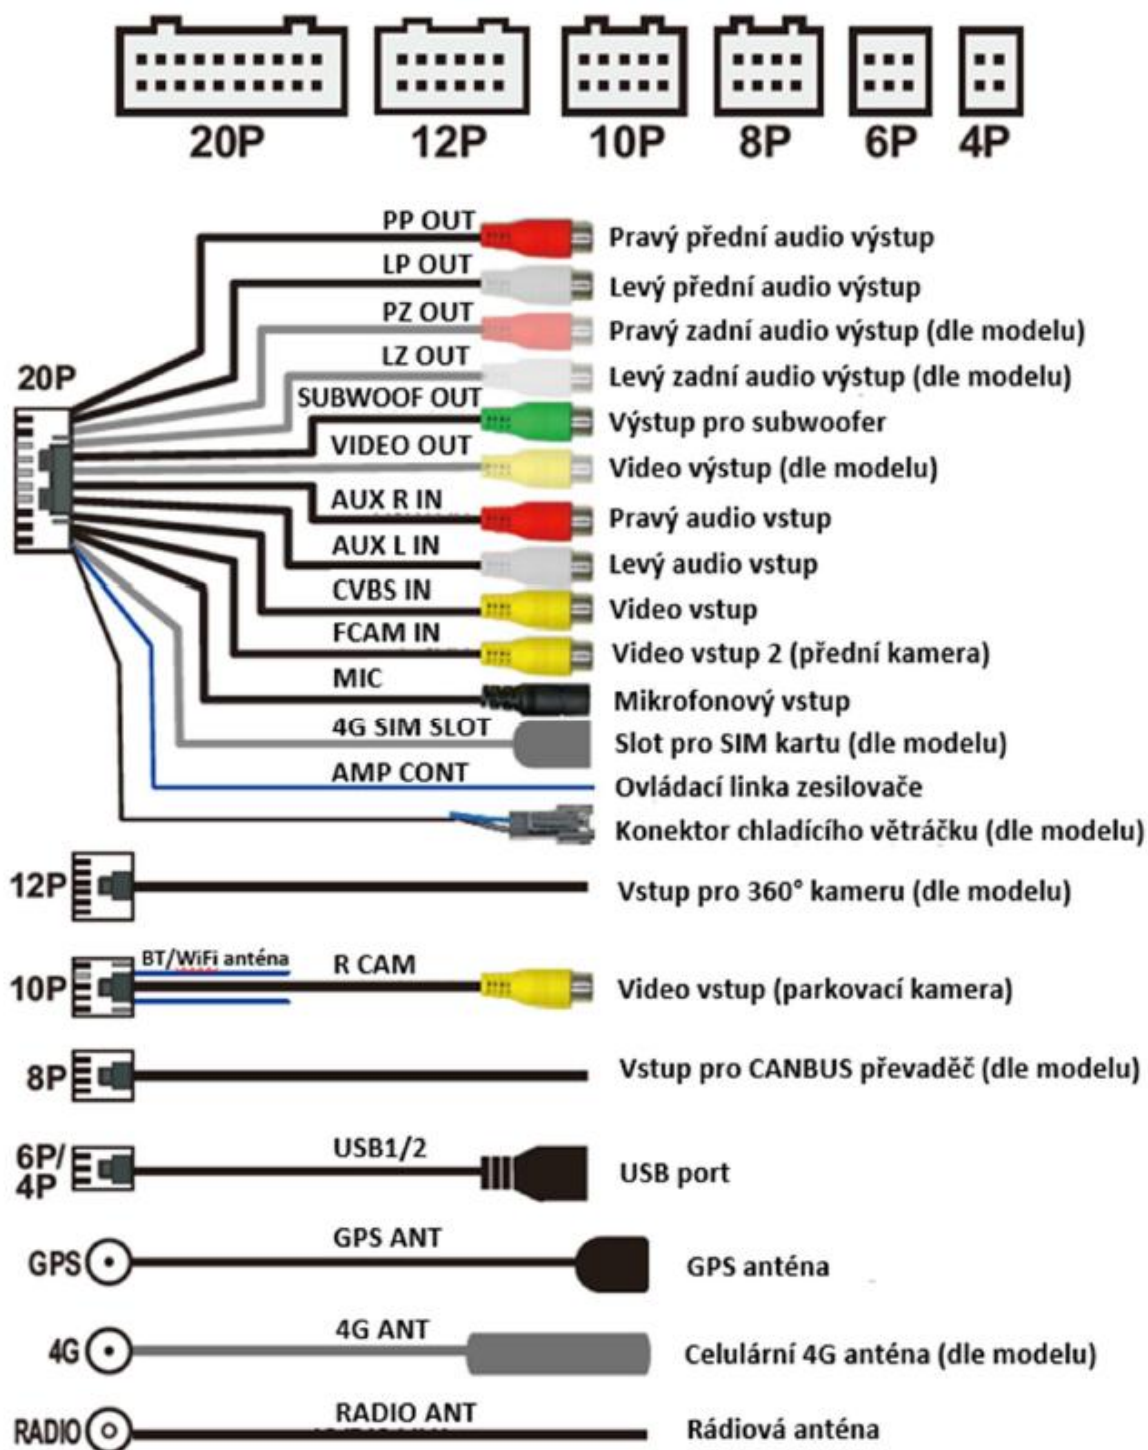 20P 12P 10P 8P 6P 4P
PP OUT Pravý přední audio výstup
LP OUT Levý přední audio výstup
PZ OUT Pravý zadní audio výstup (dle modelu)
20P
LZ OUT Levý zadní audio výstup (dle modelu)
SUBWOOF OUT Výstup pro subwoofer
VIDEO OUT Video výstup (dle modelu)
AUX R IN Pravý audio vstup
AUX L IN Levý audio vstup
CVBS IN Video vstup
FCAM IN Video vstup 2 (přední kamera)
MIC Mikrofonový vstup
4G SIM SLOT Slot pro SIM kartu (dle modelu)
AMP CONT Ovládací linka zesilovače
Konektor chladícího větráčku (dle modelu)
12P Vstup pro 360° kameru (dle modelu)
BT/WiFi anténa
10P R CAM Video vstup (parkovací kamera)
8P Vstup pro CANBUS převaděč (dle modelu)
6P/
4P USB1/2 USB port
GPS GPS ANT GPS anténa
4G 4G ANT Celulární 4G anténa (dle modelu)
RADIO RADIO ANT Rádiová anténa